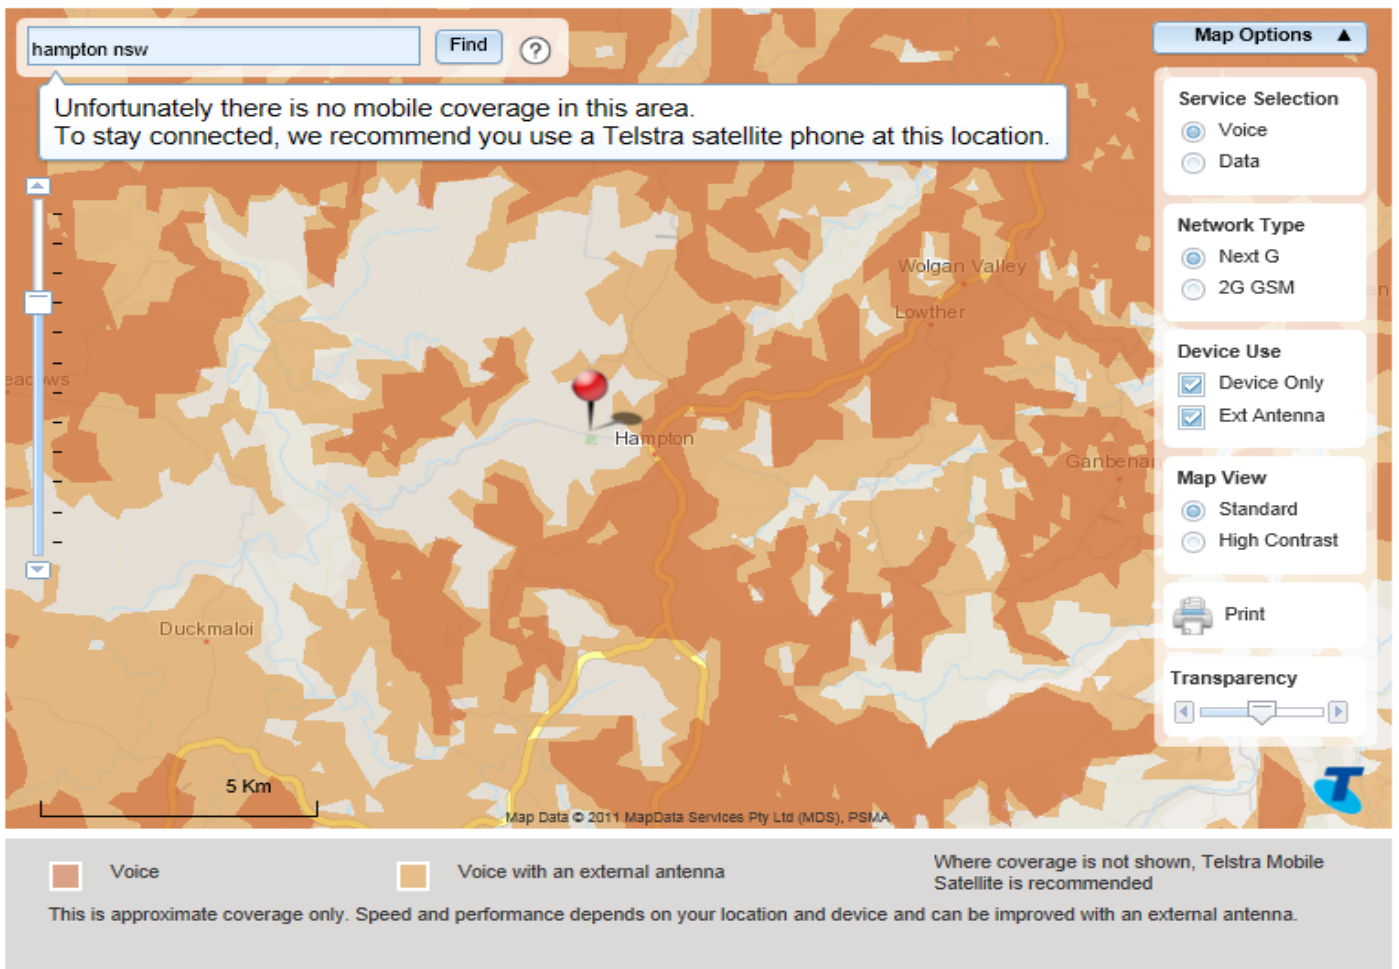 hampton nsw
Find
?
Map Options
Unfortunately there is no mobile coverage in this area.
To stay connected, we recommend you use a Telstra satellite phone at this location.
Service Selection
Voice
Data
Network Type
Next G
2G GSM
Device Use
Device Only
Ext Antenna
Map View
Standard
High Contrast
Print
Transparency
Wolgan Valley
Lowther
Hampton
Duckmaloi
5 Km
Map Data © 2011 MapData Services Pty Ltd (MDS), PSMA
T
Voice
Voice with an external antenna
Where coverage is not shown, Telstra Mobile
Satellite is recommended
This is approximate coverage only. Speed and performance depends on your location and device and can be improved with an external antenna.